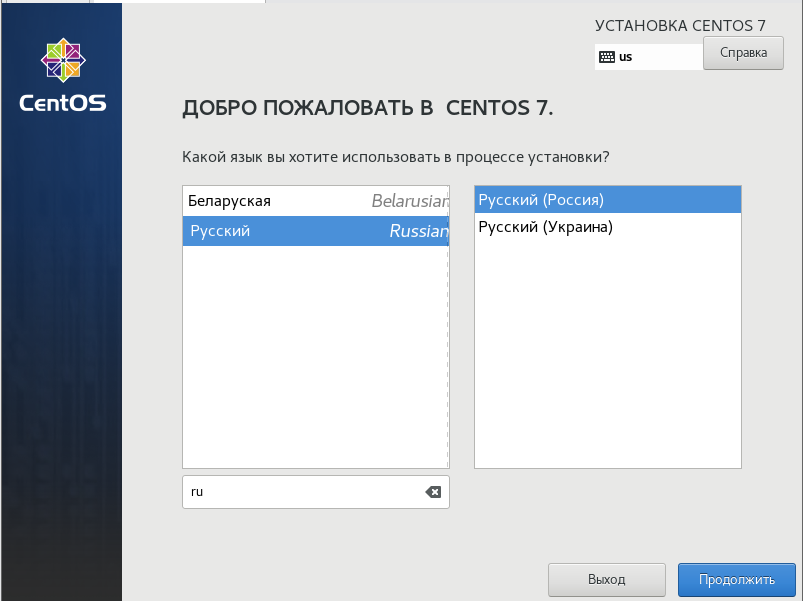 CentOS
УСТАНОВКА CENTOS 7
us
Справка
ДОБРО ПОЖАЛОВАТЬ В CENTOS 7.
Какой язык вы хотите использовать в процессе установки?
Беларуская Belarusian
Русский Russian
Русский (Россия)
Русский (Украина)
ru
Выход
Продолжить